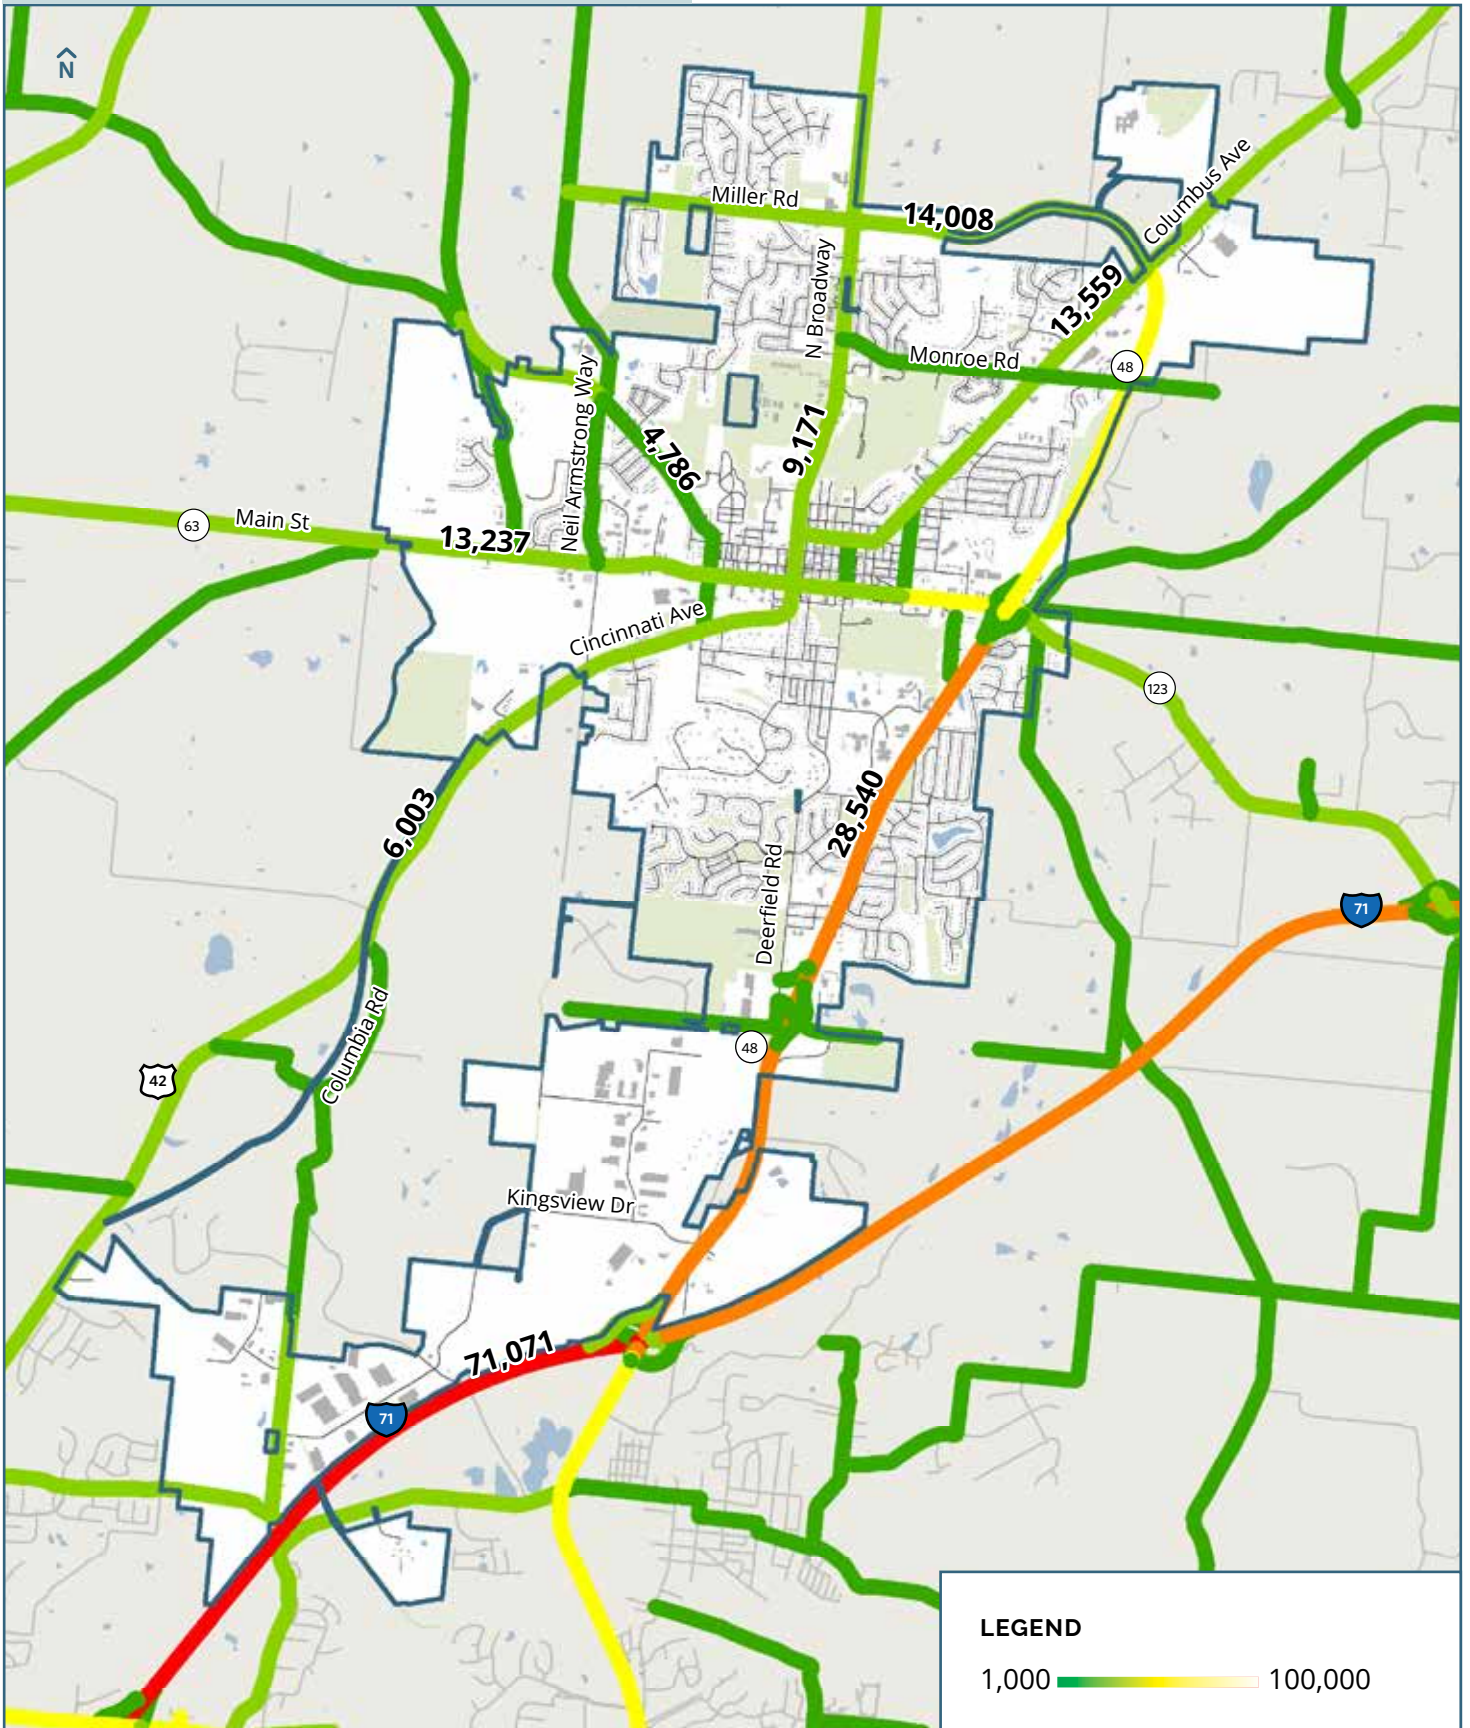 N
Miller Rd
14,008
Columbus Ave
N Broadway
13,559
Monroe Rd
48
Neil Armstrong Way
4,786
9,171
63
Main St
13,237
Cincinnati Ave
123
28,540
6,003
Deerfield Rd
71
Columbia Rd
48
42
Kingsview Dr
71,071
71
LEGEND
1,000 100,000